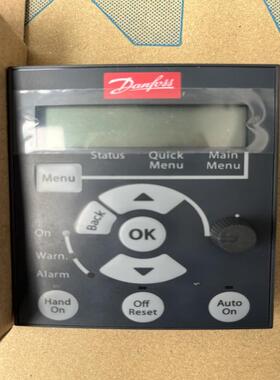 Danfoss
Status Quick Menu Main Menu
Menu
Back
OK
On
Warn.
Alarm
Hand On
Off Reset
Auto On